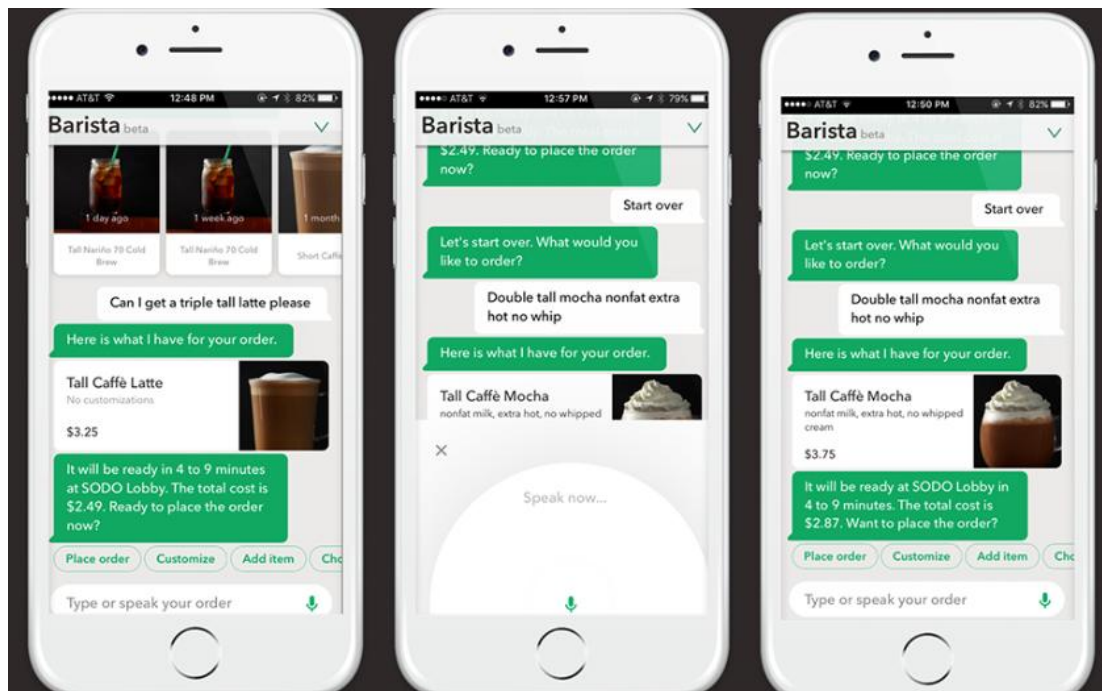 AT&T 12:48 PM 82%
Barista beta
1 day ago 1 week ago 1 month
Tall Nariño 70 Cold
Brew
Tall Nariño 70 Cold
Brew
Short Caffè
Can I get a triple tall latte please
Here is what I have for your order.
Tall Caffè Latte
No customizations
$3.25
It will be ready in 4 to 9 minutes
at SODO Lobby. The total cost is
$2.49. Ready to place the order
now?
Place order Customize Add item Cho
Type or speak your order
AT&T 12:57 PM 79%
Barista beta
$2.49. Ready to place the order
now?
Start over
Let's start over. What would you
like to order?
Double tall mocha nonfat extra
hot no whip
Here is what I have for your order.
Tall Caffè Mocha
nonfat milk, extra hot, no whipped
Speak now...
AT&T 12:50 PM 82%
Barista beta
$2.49. Ready to place the order
now?
Start over
Let's start over. What would you
like to order?
Double tall mocha nonfat extra
hot no whip
Here is what I have for your order.
Tall Caffè Mocha
nonfat milk, extra hot, no whipped
cream
$3.75
It will be ready at SODO Lobby in
4 to 9 minutes. The total cost is
$2.87. Want to place the order?
Place order Customize Add item Cho
Type or speak your order